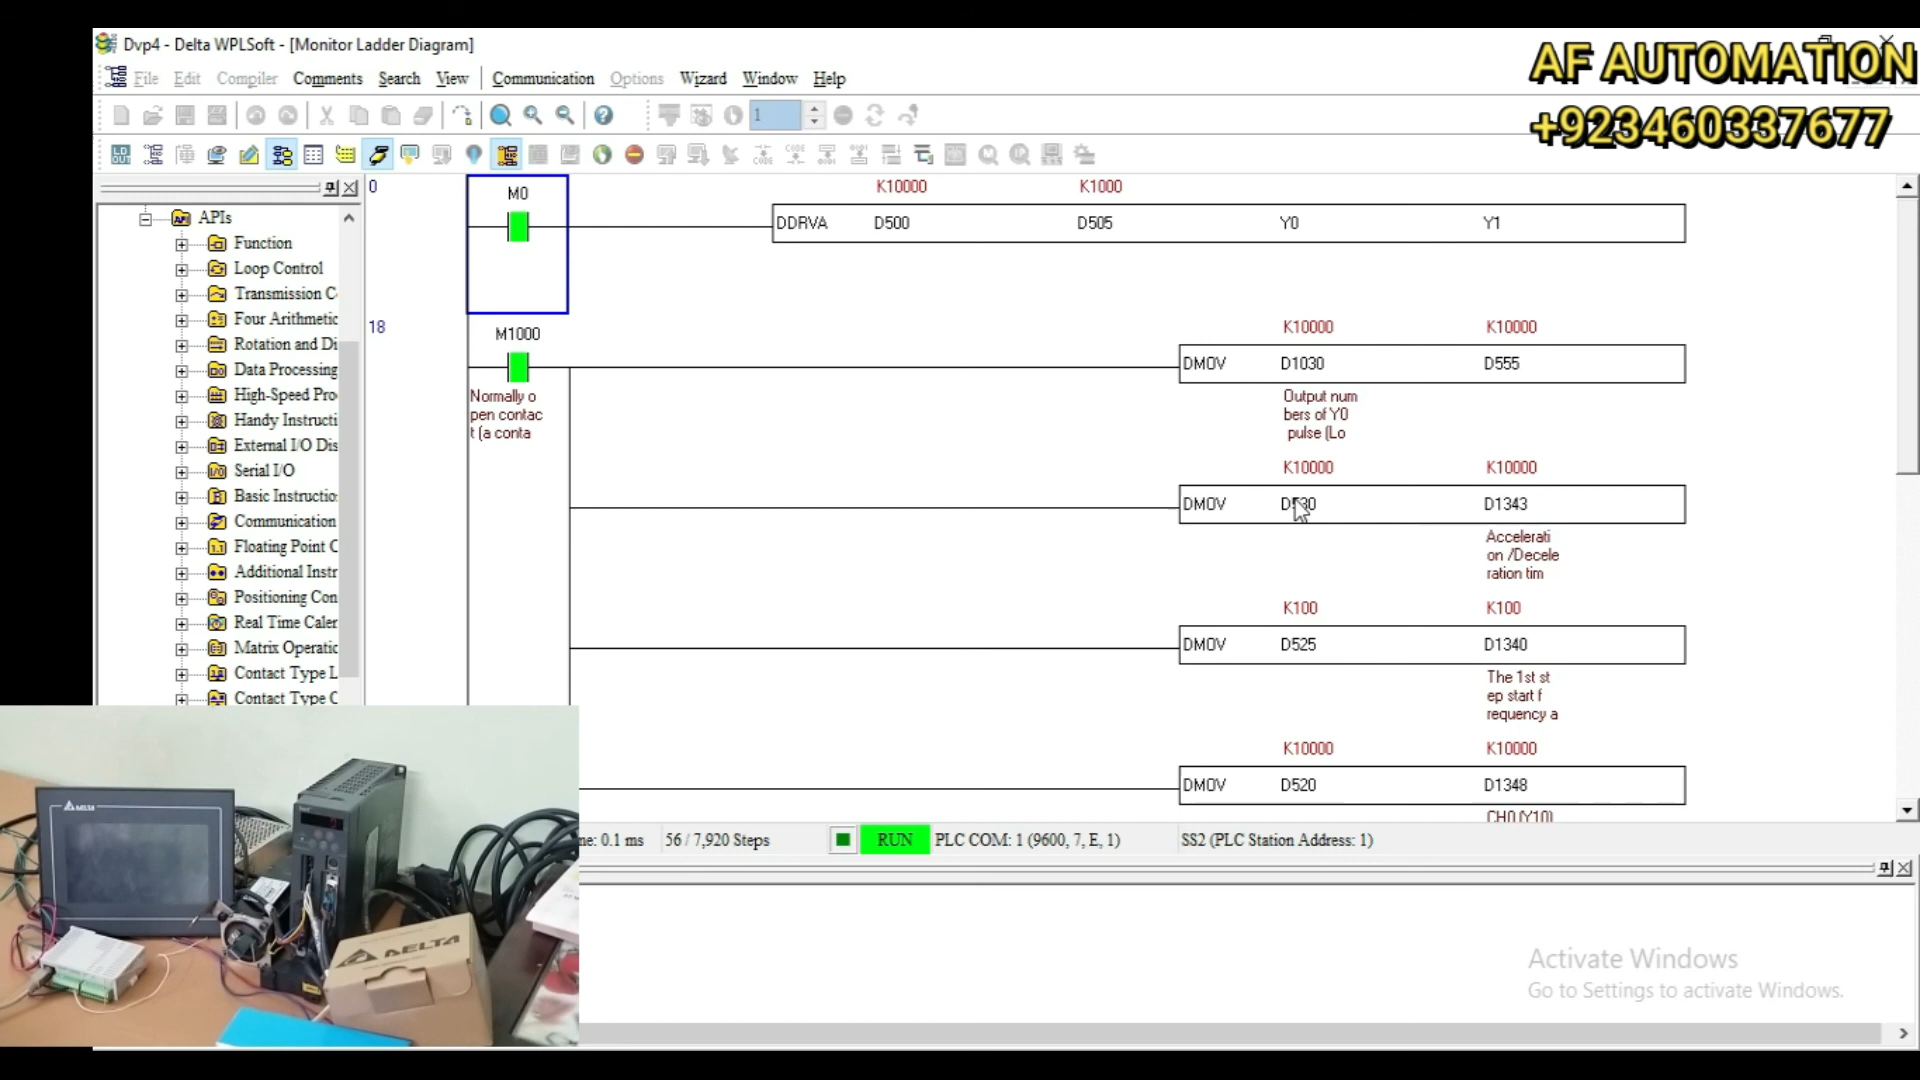 Dvp4 - Delta WPLSoft - [Monitor Ladder Diagram]
AF AUTOMATION
+923460337677
File Edit Compiler Comments Search View Communication Options Wizard Window Help
1
APIs
Function
Loop Control
Transmission C
Four Arithmetic
Rotation and Di
Data Processing
High-Speed Pro
Handy Instructi
External I/O Dis
Serial I/O
Basic Instructio
Communication
Floating Point C
Additional Instr
Positioning Con
Real Time Caler
Matrix Operatio
Contact Type L
Contact Type C
0
M0
K10000 K1000
DDRVA D500 D505 Y0 Y1
18
M1000
Normally o
pen contac
t (a conta
K10000 K10000
DMOV D1030 D555
Output num
bers of Y0
pulse (Lo
K10000 K10000
DMOV D1343
Accelerati
on /Decele
ration tim
K100 K100
DMOV D525 D1340
The 1st st
ep start f
requency a
K10000 K10000
DMOV D520 D1348
CH0 (Y10)
ne: 0.1 ms 56 / 7,920 Steps RUN PLC COM: 1 (9600, 7, E, 1) SS2 (PLC Station Address: 1)
Activate Windows
Go to Settings to activate Windows.
DELTA
DELTA